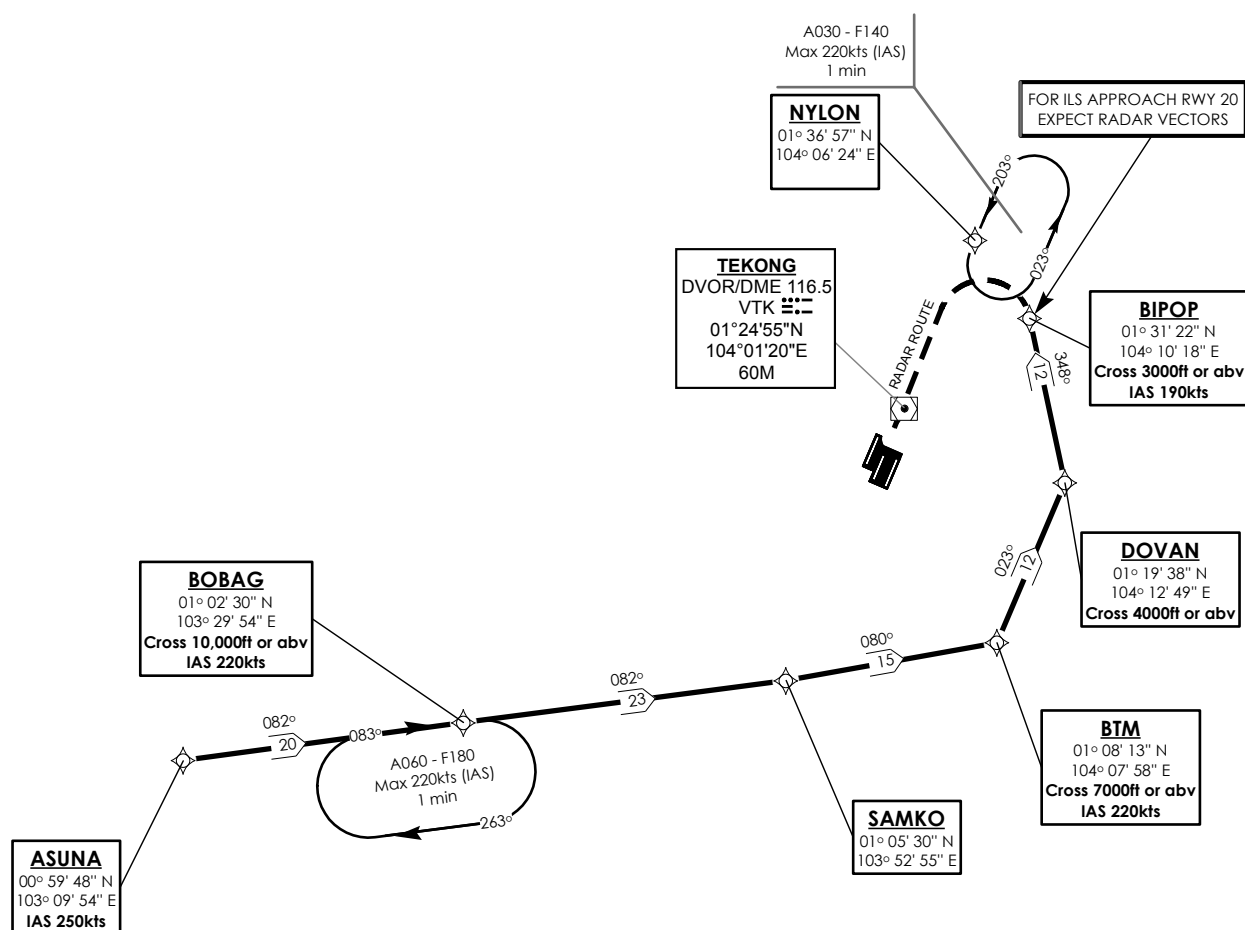 A030 - F140
Max 220kts (IAS)
1 min
NYLON
01° 36' 57" N
104° 06' 24" E
FOR ILS APPROACH RWY 20
EXPECT RADAR VECTORS
203°
023°
TEKONG
DVOR/DME 116.5
VTK
01°24'55"N
104°01'20"E
60M
RADAR ROUTE
BIPOP
01° 31' 22" N
104° 10' 18" E
Cross 3000ft or abv
IAS 190kts
348°
12
DOVAN
01° 19' 38" N
104° 12' 49" E
Cross 4000ft or abv
023°
12
BOBAG
01° 02' 30" N
103° 29' 54" E
Cross 10,000ft or abv
IAS 220kts
080°
15
082°
23
082°
20
083°
A060 - F180
Max 220kts (IAS)
1 min
263°
BTM
01° 08' 13" N
104° 07' 58" E
Cross 7000ft or abv
IAS 220kts
SAMKO
01° 05' 30" N
103° 52' 55" E
ASUNA
00° 59' 48" N
103° 09' 54" E
IAS 250kts